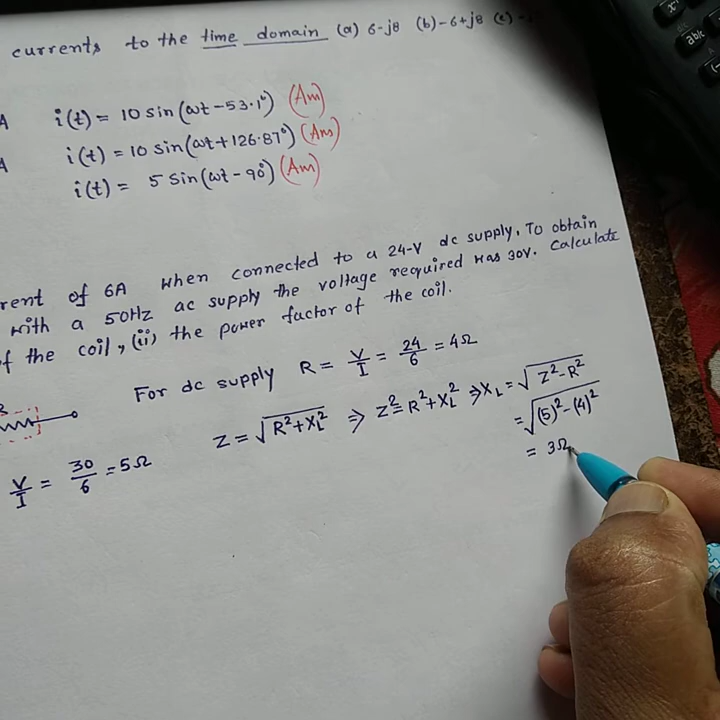 currents to the time domain (a) 6-j8 (b)-6+j8 (c)
A i(t) = 10 sin(ωt-53.1°) (Am)
A i(t) = 10 sin(ωt+126.87°) (Am)
i(t) = 5 sin(ωt-90°) (Am)
rent of 6A when connected to a 24-V dc supply, To obtain
with a 50Hz ac supply the voltage required was 30V. Calculate
of the coil, (ii) the power factor of the coil.
For dc supply R = V/I = 24/6 = 4Ω
Z = √(R²+X_L²) ⇒ Z² = R²+X_L² ⇒ X_L = √(Z²-R²)
= √((5)²-(4)²)
V/I = 30/6 = 5Ω
= 3Ω